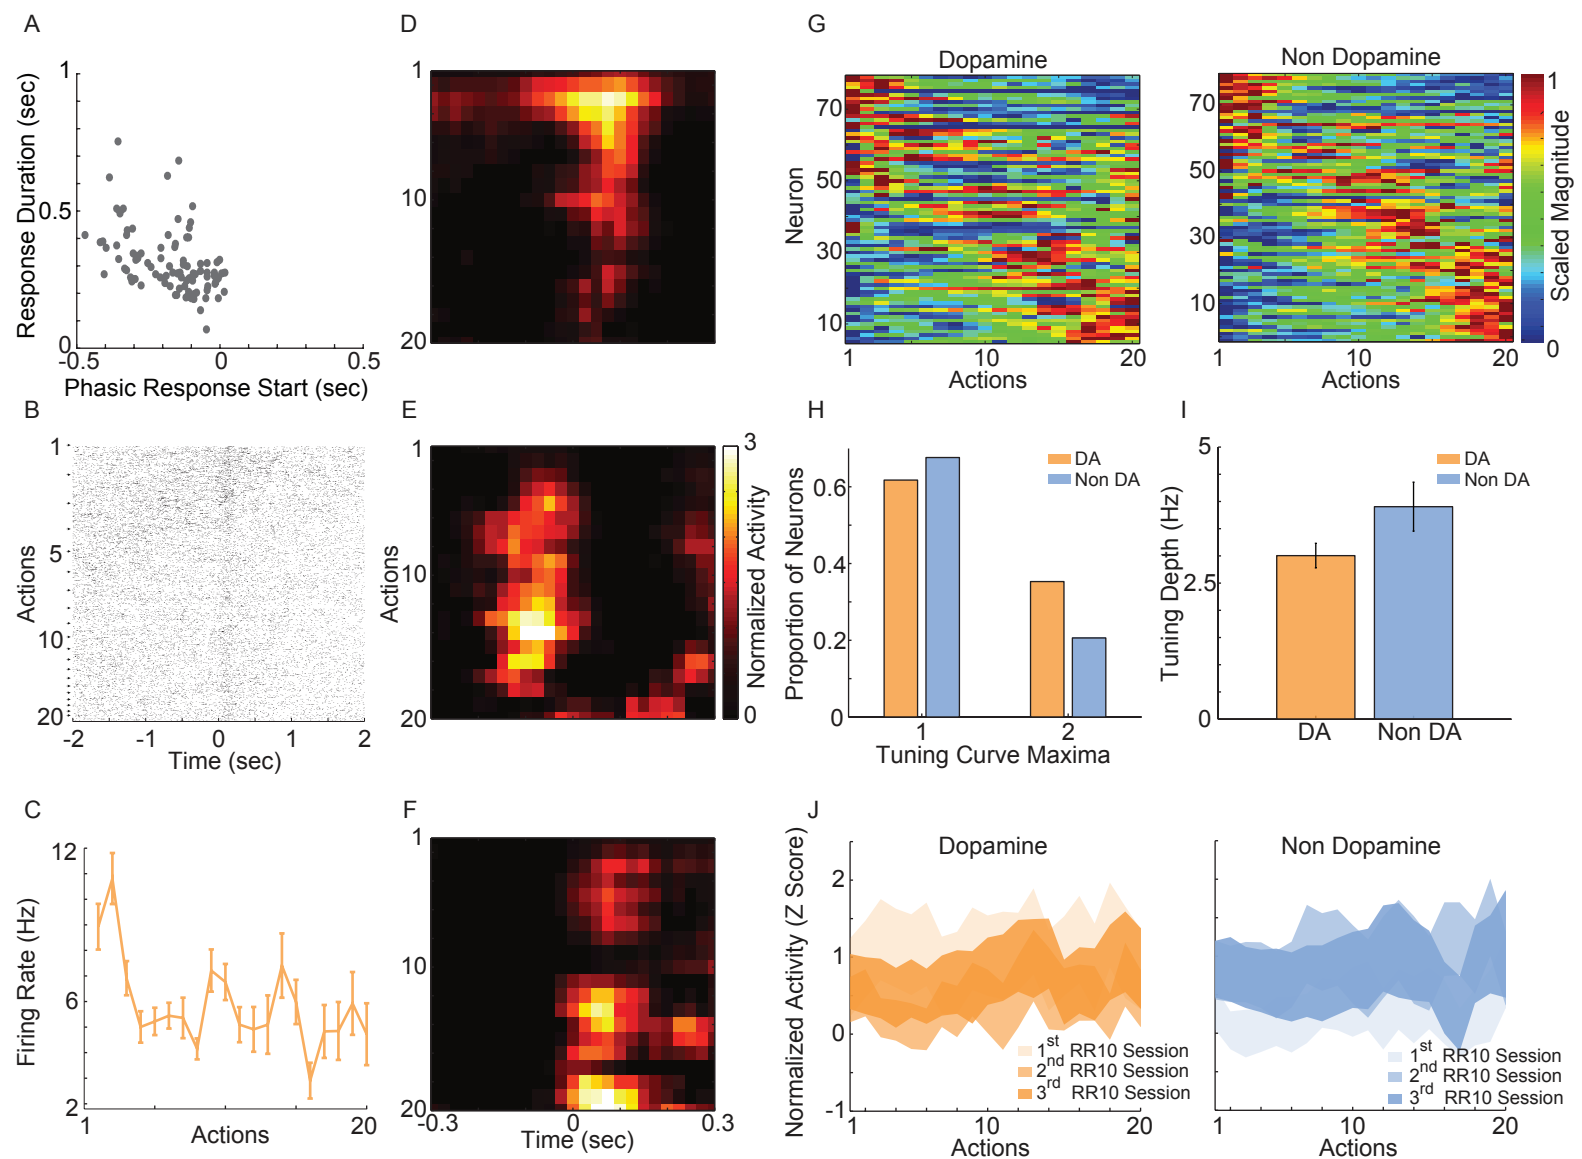 A
1
0.5
0
Response Duration (sec)
-0.5
0
0.5
Phasic Response Start (sec)
B
1
5
10
20
Actions
-2
-1
0
1
2
Time (sec)
C
12
6
2
Firing Rate (Hz)
1
20
Actions
D
1
10
20
E
1
10
20
Actions
3
0
Normalized Activity
F
1
10
20
-0.3
0
0.3
Time (sec)
G
Dopamine
Non Dopamine
70
50
30
10
Neuron
1
10
20
Actions
70
50
30
10
1
10
20
Actions
1
0
Scaled Magnitude
H
DA
Non DA
0.6
0.4
0.2
0
Proportion of Neurons
1
2
Tuning Curve Maxima
I
DA
Non DA
5
2.5
0
Tuning Depth (Hz)
DA
Non DA
J
Dopamine
Non Dopamine
2
1
0
-1
Normalized Activity (Z Score)
1st RR10 Session
2nd RR10 Session
3rd RR10 Session
1
10
20
Actions
1st RR10 Session
2nd RR10 Session
3rd RR10 Session
1
10
20
Actions